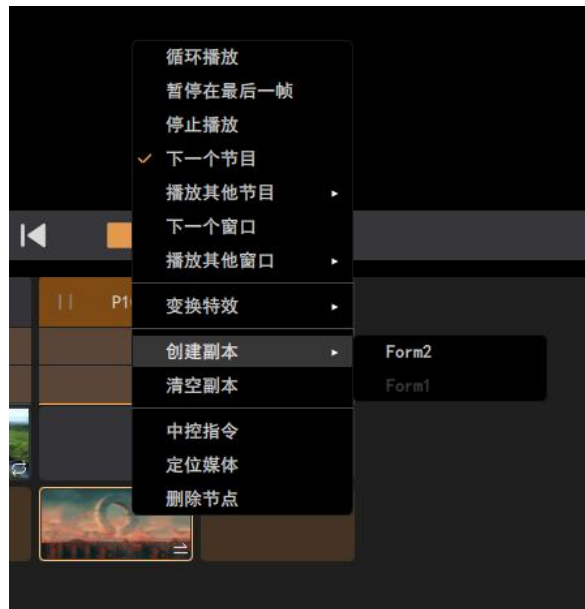 循环播放
暂停在最后一帧
停止播放
下一个节目
播放其他节目
下一个窗口
播放其他窗口
P1
变换特效
创建副本
Form2
清空副本
Form1
中控指令
定位媒体
删除节点